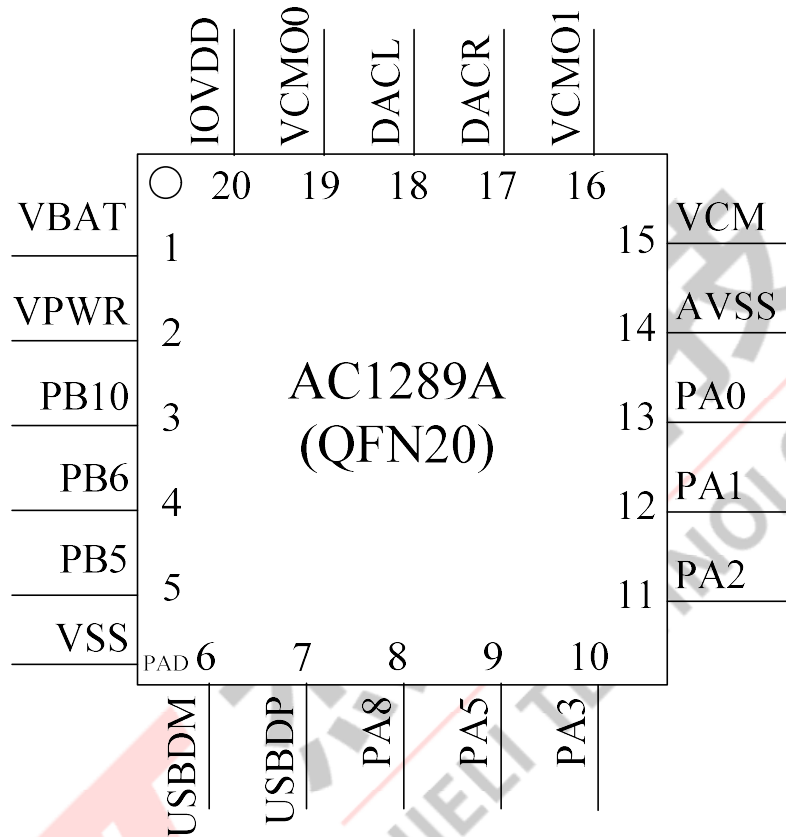 IOVDD
VCMO0
DACL
DACR
VCMO1
20
19
18
17
16
VBAT
1
VPWR
2
PB10
3
PB6
4
PB5
5
VSS
PAD
AC1289A
(QFN20)
15
VCM
14
AVSS
13
PA0
12
PA1
11
PA2
6
7
8
9
10
USBDM
USBDP
PA8
PA5
PA3
技